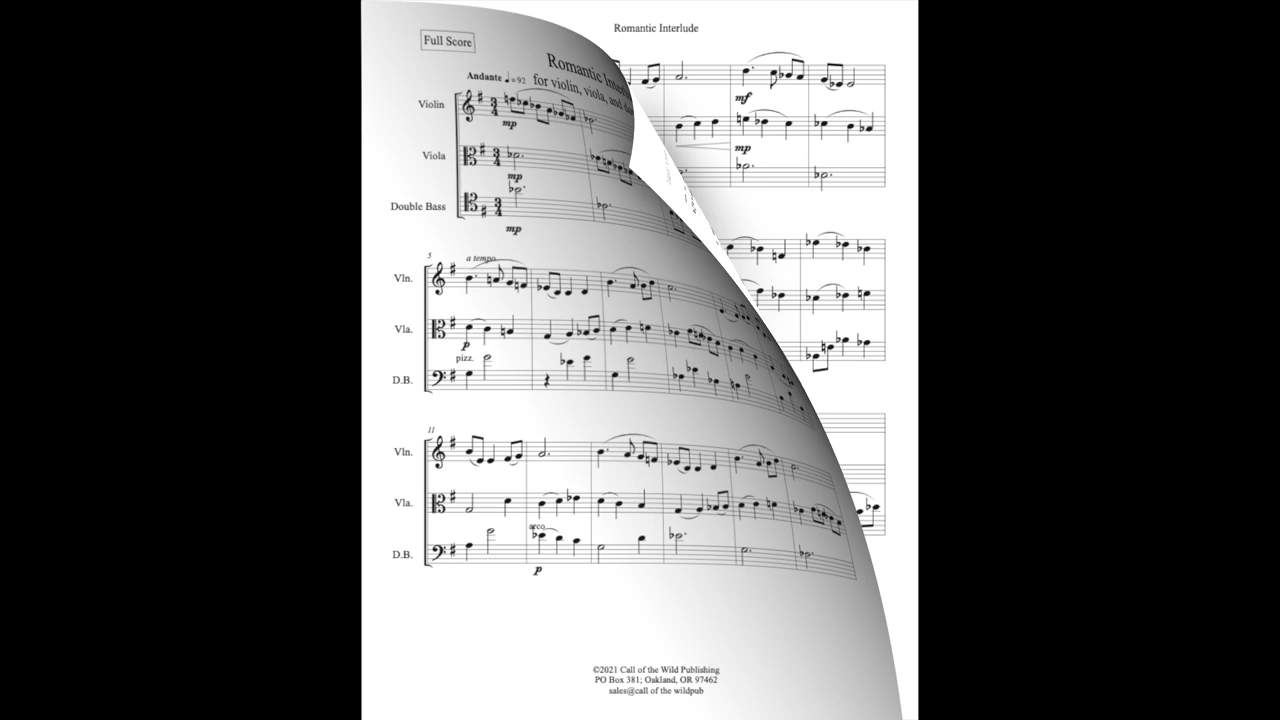 Full Score
Romantic
for violin, viola, and
Andante ♩=92
Violin
mp
Viola
mp
Double Bass
mp
5
a tempo
Vln.
Vla.
p
pizz.
D.B.
11
Vln.
Vla.
arco
D.B.
p
©2021 Call of the Wild Publishing
PO Box 381; Oakland, OR 97462
sales@call of the wildpub
Romantic Interlude
mf
mp